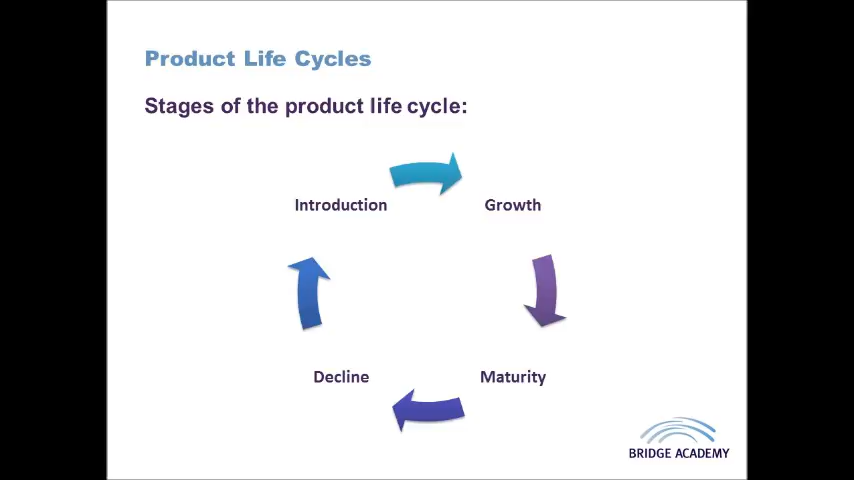 Product Life Cycles
Stages of the product life cycle:
Introduction
Growth
Decline
Maturity
BRIDGE ACADEMY